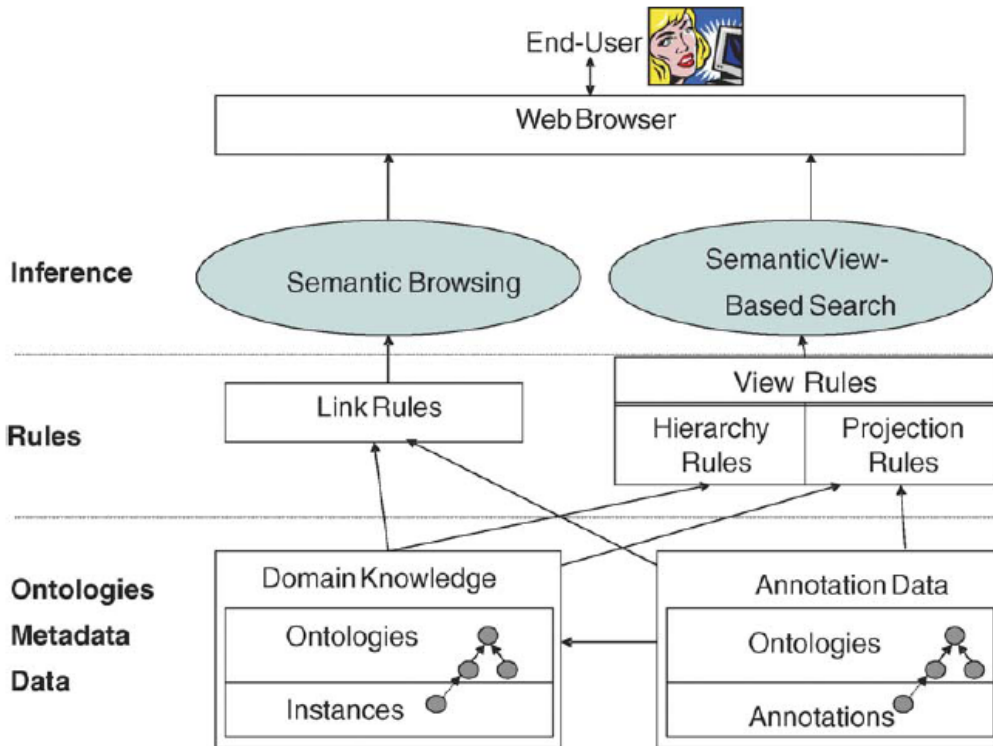 End-User
Web Browser
Inference
Semantic Browsing
SemanticView-
Based Search
Rules
Link Rules
View Rules
Hierarchy
Rules
Projection
Rules
Ontologies
Metadata
Data
Domain Knowledge
Ontologies
Instances
Annotation Data
Ontologies
Annotations